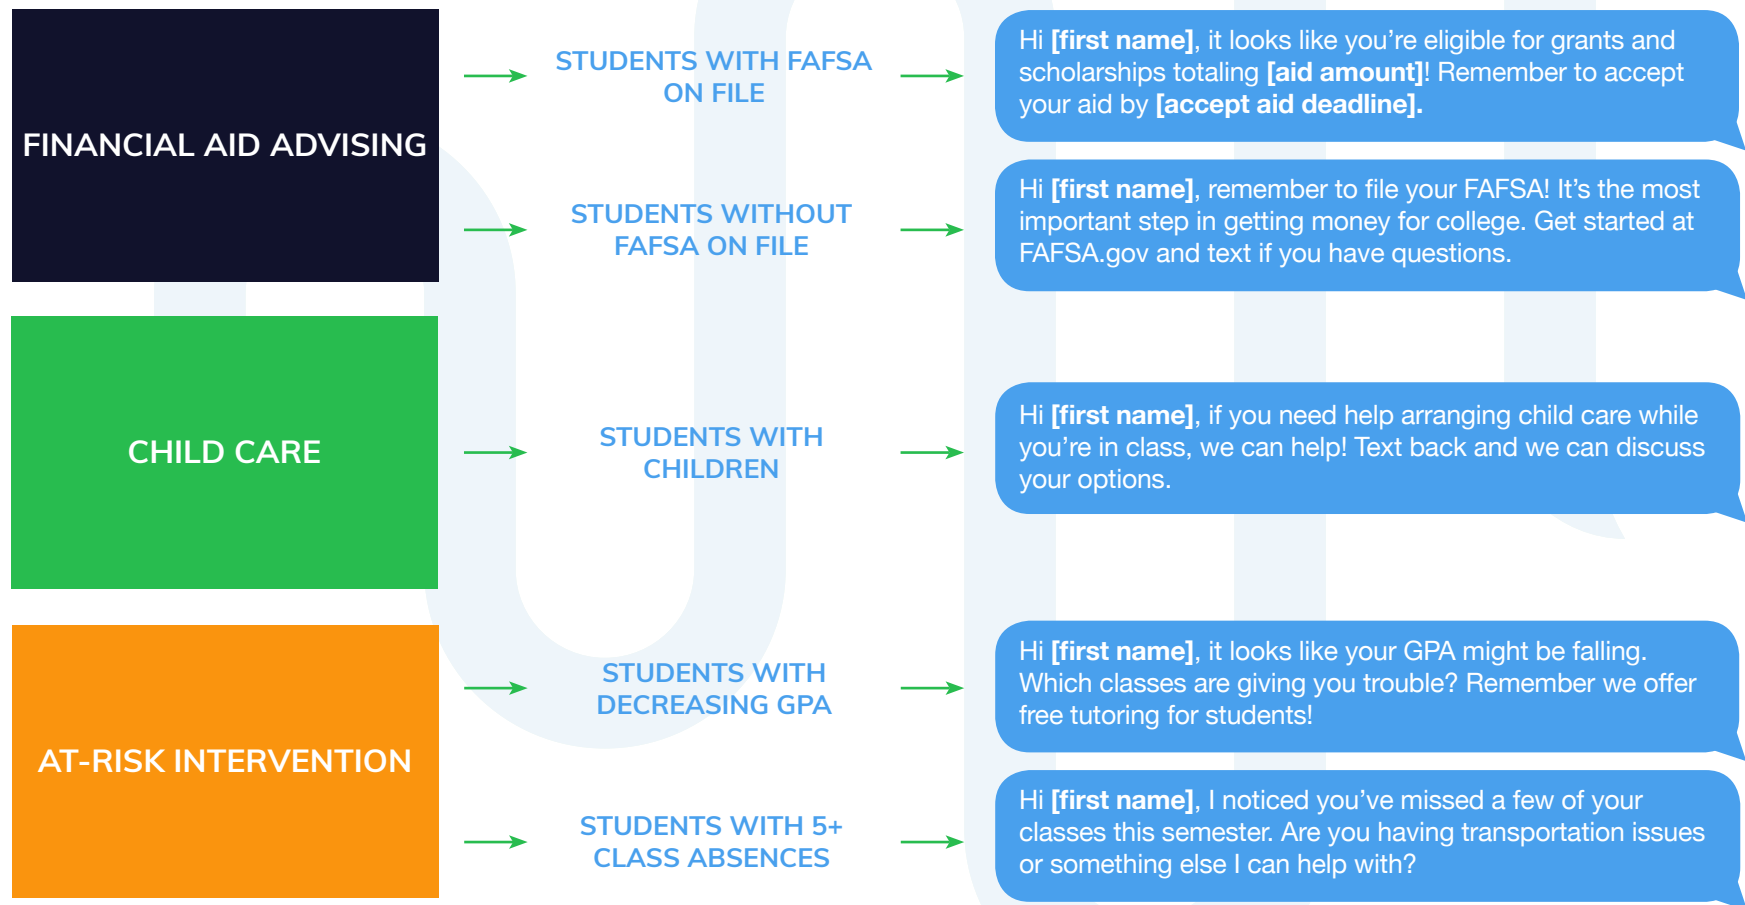 FINANCIAL AID ADVISING
STUDENTS WITH FAFSA
ON FILE
Hi [first name], it looks like you’re eligible for grants and
scholarships totaling [aid amount]! Remember to accept
your aid by [accept aid deadline].
STUDENTS WITHOUT
FAFSA ON FILE
Hi [first name], remember to file your FAFSA! It’s the most
important step in getting money for college. Get started at
FAFSA.gov and text if you have questions.
CHILD CARE
STUDENTS WITH
CHILDREN
Hi [first name], if you need help arranging child care while
you’re in class, we can help! Text back and we can discuss
your options.
AT-RISK INTERVENTION
STUDENTS WITH
DECREASING GPA
Hi [first name], it looks like your GPA might be falling.
Which classes are giving you trouble? Remember we offer
free tutoring for students!
STUDENTS WITH 5+
CLASS ABSENCES
Hi [first name], I noticed you’ve missed a few of your
classes this semester. Are you having transportation issues
or something else I can help with?